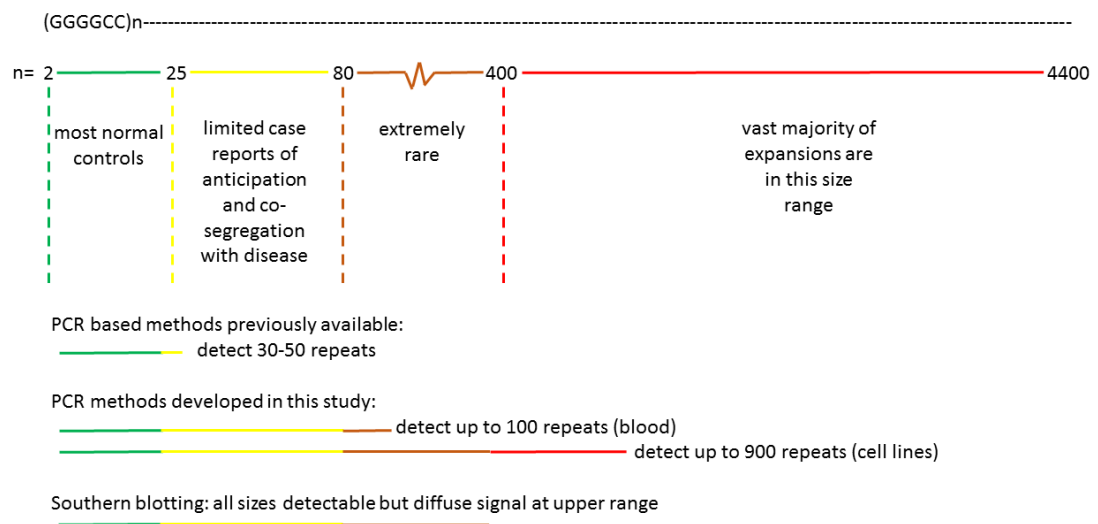 (GGGGCC)n--------------------------------------------------------------------------------------------------------------------------------
n= 2 25 80 400 4400
most normal
controls
limited case
reports of
anticipation
and co-
segregation
with disease
extremely
rare
vast majority of
expansions are
in this size
range
PCR based methods previously available:
detect 30-50 repeats
PCR methods developed in this study:
detect up to 100 repeats (blood)
detect up to 900 repeats (cell lines)
Southern blotting: all sizes detectable but diffuse signal at upper range